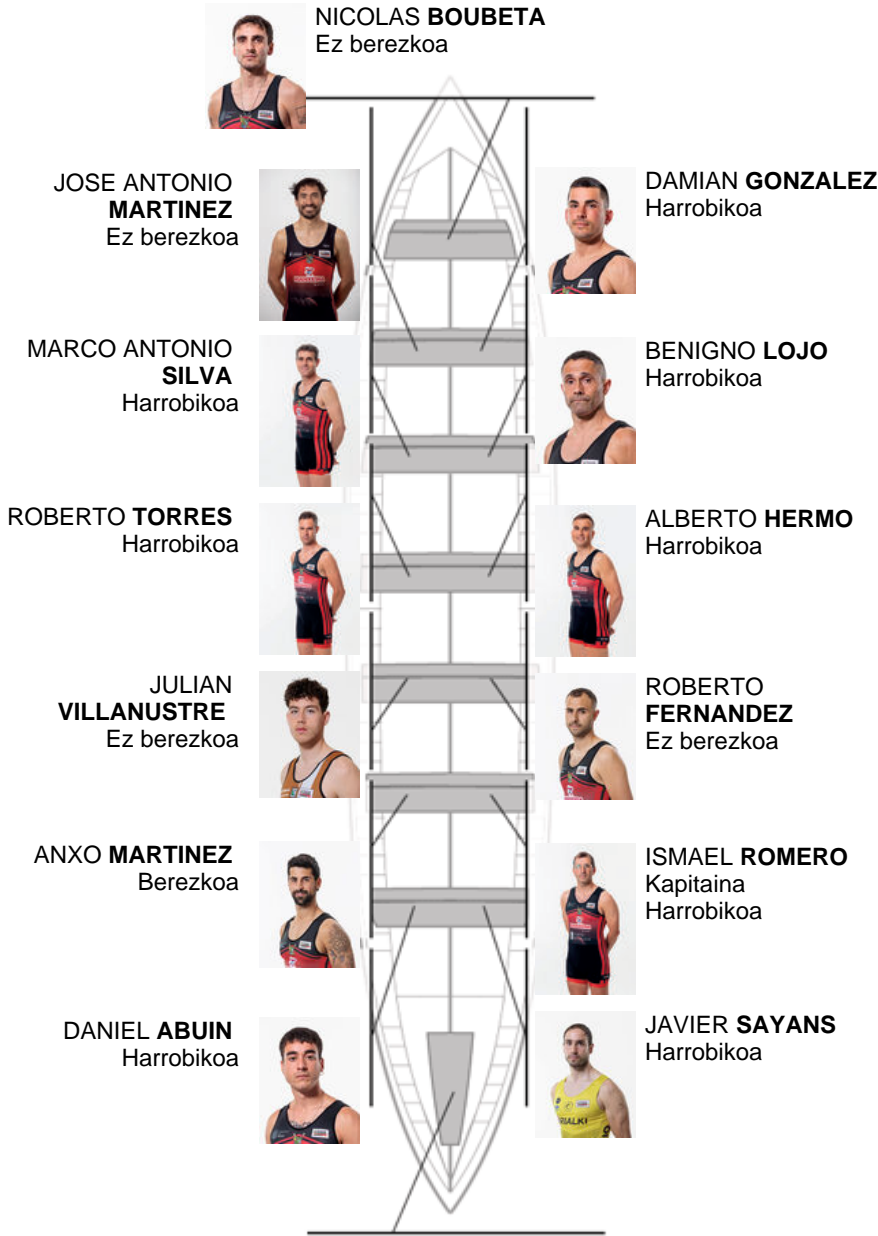 NICOLAS BOUBETA
Ez berezkoa
JOSE ANTONIO
MARTINEZ
Ez berezkoa
DAMIAN GONZALEZ
Harrobikoa
MARCO ANTONIO
SILVA
Harrobikoa
BENIGNO LOJO
Harrobikoa
ROBERTO TORRES
Harrobikoa
ALBERTO HERMO
Harrobikoa
JULIAN
VILLANUSTRE
Ez berezkoa
ROBERTO
FERNANDEZ
Ez berezkoa
ANXO MARTINEZ
Berezkoa
ISMAEL ROMERO
Kapitaina
Harrobikoa
DANIEL ABUIN
Harrobikoa
JAVIER SAYANS
Harrobikoa